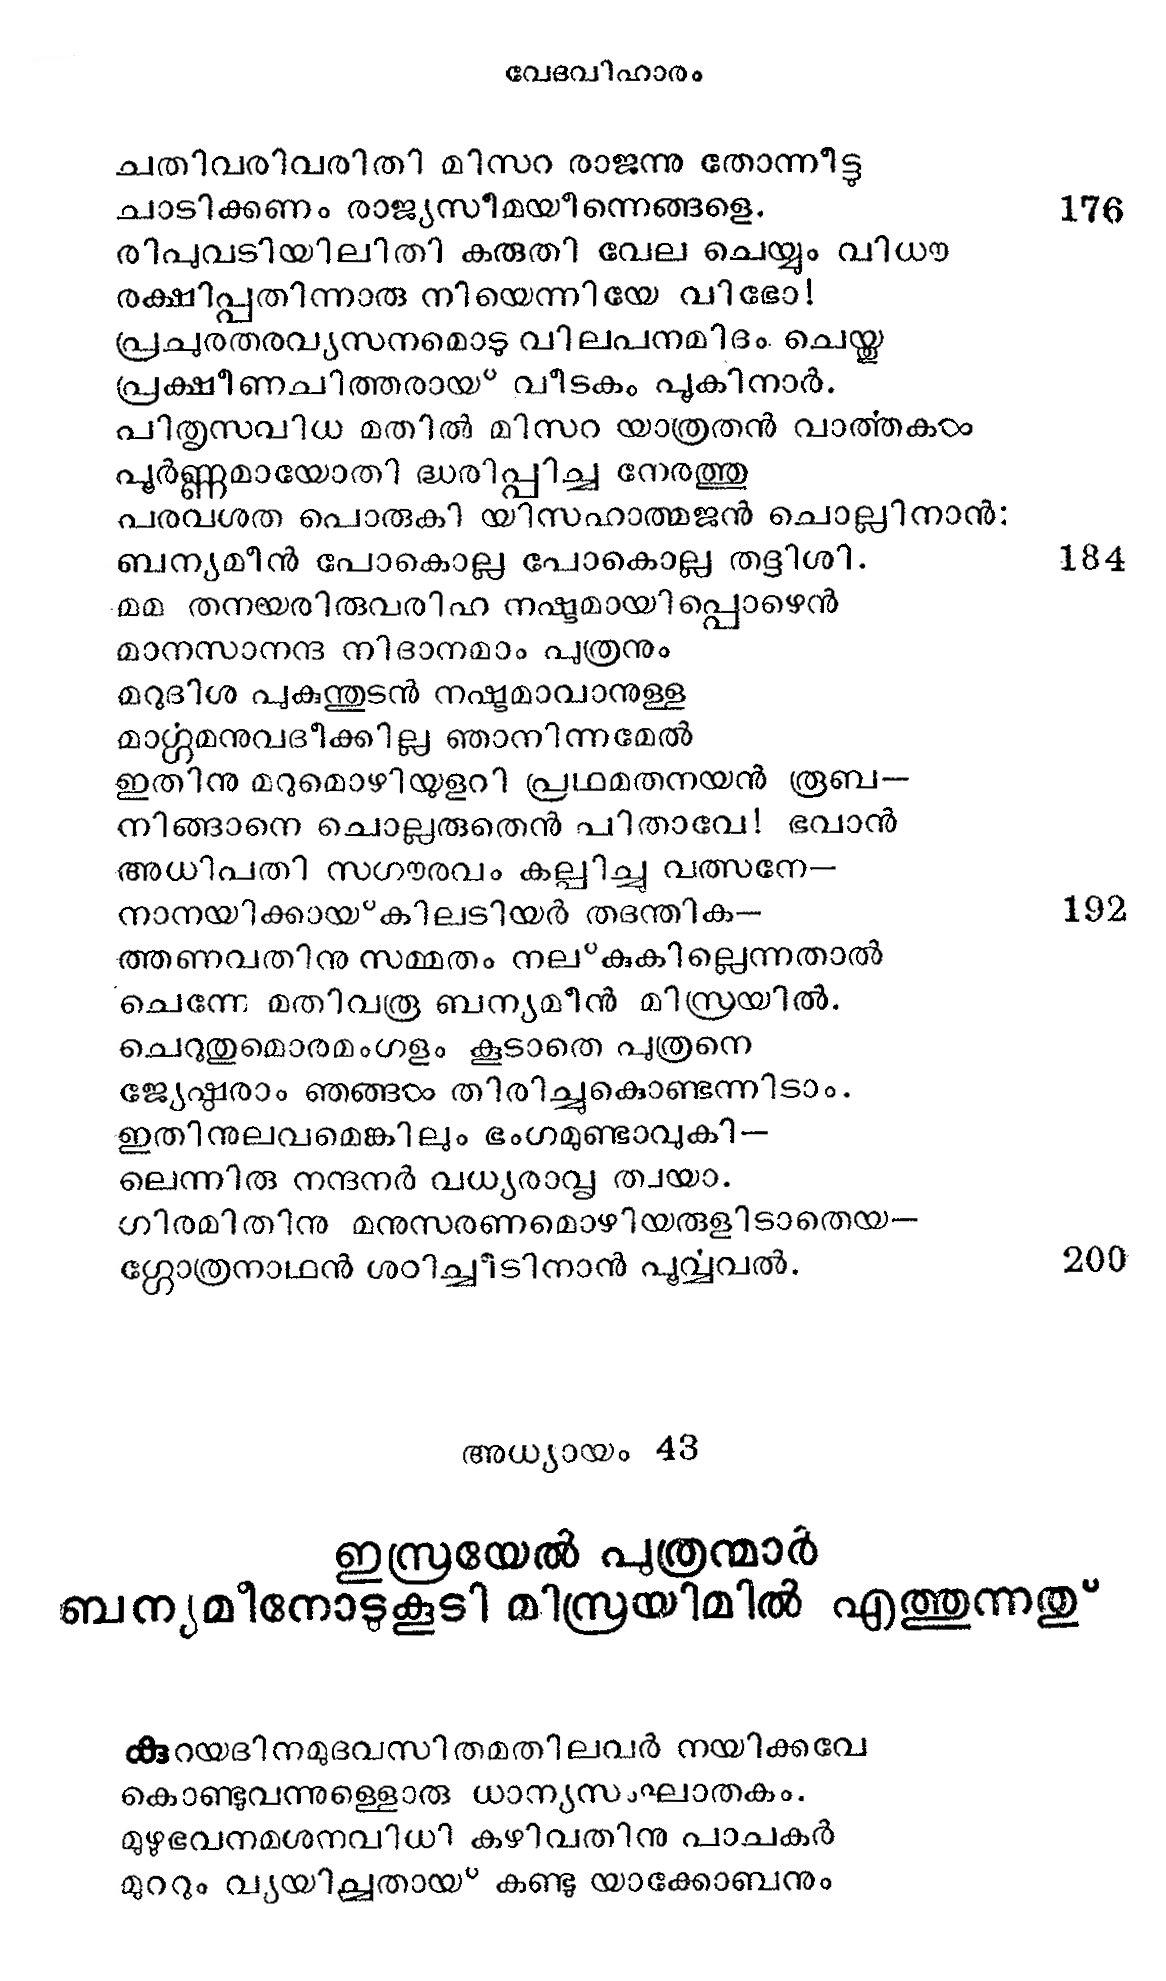 വേദവിഹാരം
ചതിവരിവരിതി മിസറ രാജന്നു തോന്നീട്ടു
ചാടിക്കണം രാജ്യസീമയീന്നെങ്ങളെ. 176
രിപുവടിയിലിതി കരുതി വേല ചെയ്യും വിധൗ
രക്ഷിപ്പതിന്നാരു നിയെന്നിയേ വിഭോ!
പ്രചുരതരവ്യസനമൊടു വിലപനമിദം ചെയ്തു
പ്രക്ഷീണചിത്തരായ് വീടകം പൂകിനാർ.
പിതൃസവിധ മതിൽ മിസറ യാത്രതൻ വാൎത്തകൾ
പൂർണ്ണമായോതി ദ്ധരിപ്പിച്ച നേരത്തു
പരവശത പൊരുകി യിസഹാത്മജൻ ചൊല്ലിനാൻ:
ബന്യമീൻ പോകൊല്ല പോകൊല്ല തദ്ദിശി. 184
മമ തനയരിരുവരിഹ നഷ്ടമായിപ്പൊഴെൻ
മാനസാനന്ദ നിദാനമാം പുത്രനും
മറുദിശ പുകുന്തുടൻ നഷ്ടമാവാനുള്ള
മാൎഗ്ഗമനുവദീക്കില്ല ഞാനിന്നമേൽ
ഇതിനു മറുമൊഴിയുളറി പ്രഥമതനയൻ രൂബ—
നിങ്ങാനെ ചൊല്ലരുതെൻ പിതാവേ! ഭവാൻ
അധിപതി സഗൗരവം കല്പിച്ചു വത്സനേ—
നാനയിക്കായ്കിലടിയർ തദന്തിക— 192
ത്തണവതിനു സമ്മതം നല്കുകില്ലെന്നതാൽ
ചെന്നേ മതിവരൂ ബന്യമീൻ മിസ്രയിൽ.
ചെറുതുമൊരമംഗളം കൂടാതെ പുത്രനെ
ജ്യേഷ്ഠരാം ഞങ്ങൾ തിരിച്ചുകൊണ്ടന്നിടാം.
ഇതിനുലവമെങ്കിലും ഭംഗമുണ്ടാവുകി—
ലെന്നിരു നന്ദനർ വധ്യരാവൂ ത്വയാ.
ഗിരമിതിനു മനുസരണമൊഴിയരുളിടാതെയ—
ഗ്ഗോത്രനാഥൻ ശഠിച്ചീടിനാൻ പൂൎവ്വവൽ. 200
അധ്യായം 43
ഇസ്രയേൽ പുത്രന്മാർ
ബന്യമീനോടുകൂടി മിസ്രയിമിൽ എത്തുന്നതു്
കുറയദിനമുദവസിതമതിലവർ നയിക്കവേ
കൊണ്ടുവന്നുള്ളൊരു ധാന്യസംഘാതകം.
മുഴുഭവനമശനവിധി കഴിവതിനു പാചകർ
മുററും വ്യയിച്ചതായ് കണ്ടു യാക്കോബനും